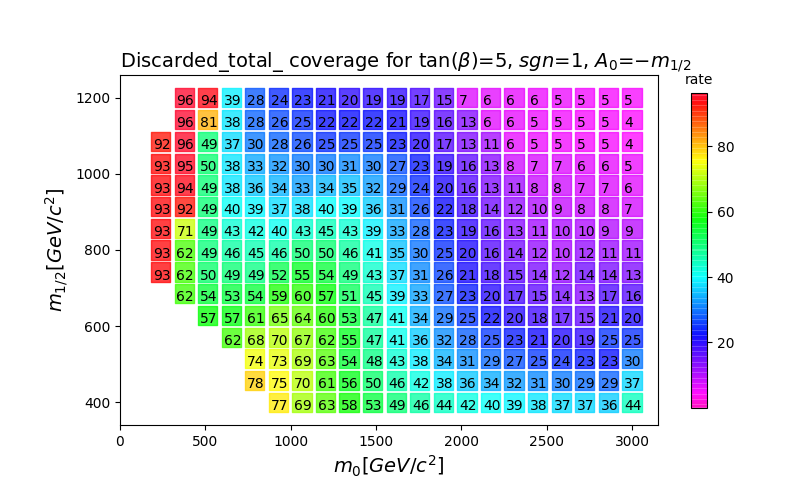 Discarded_total_ coverage for tan(β)=5, sgn=1, A₀=−m₁/₂
rate
1200 96 94 39 28 24 23 21 20 19 19 17 15 7 6 6 6 5 5 5 5
96 81 38 28 26 25 22 22 22 21 19 16 13 6 6 5 5 5 5 4
92 96 49 37 30 28 26 25 25 25 23 20 17 13 11 6 5 5 5 5 4
80
1000 93 95 50 38 33 32 30 30 31 30 27 23 19 16 13 8 7 7 6 6 5
93 94 49 38 36 34 33 34 35 32 29 24 20 16 13 11 8 8 7 7 6
93 92 49 40 39 37 38 40 39 36 31 26 22 18 14 12 10 9 8 8 7
60
93 71 49 43 42 40 43 45 43 39 33 28 23 19 16 13 11 10 10 9 9
800 93 62 49 46 45 46 50 50 46 41 35 30 25 20 16 14 12 10 12 11 11
93 62 50 49 49 52 55 54 49 43 37 31 26 21 18 15 14 12 14 14 13
40
62 54 53 54 59 60 57 51 45 39 33 27 23 20 17 15 14 13 17 16
600 57 57 61 65 64 60 53 47 41 34 29 25 22 20 18 17 15 21 20
62 68 70 67 62 55 47 41 36 32 28 25 23 21 20 19 25 25
20
74 73 69 63 54 48 43 38 34 31 29 27 25 24 23 23 30
78 75 70 61 56 50 46 42 38 36 34 32 31 30 29 29 37
400 77 69 63 58 53 49 46 44 42 40 39 38 37 37 36 44
0 500 1000 1500 2000 2500 3000
m₀[GeV/c²]
m₁/₂[GeV/c²]